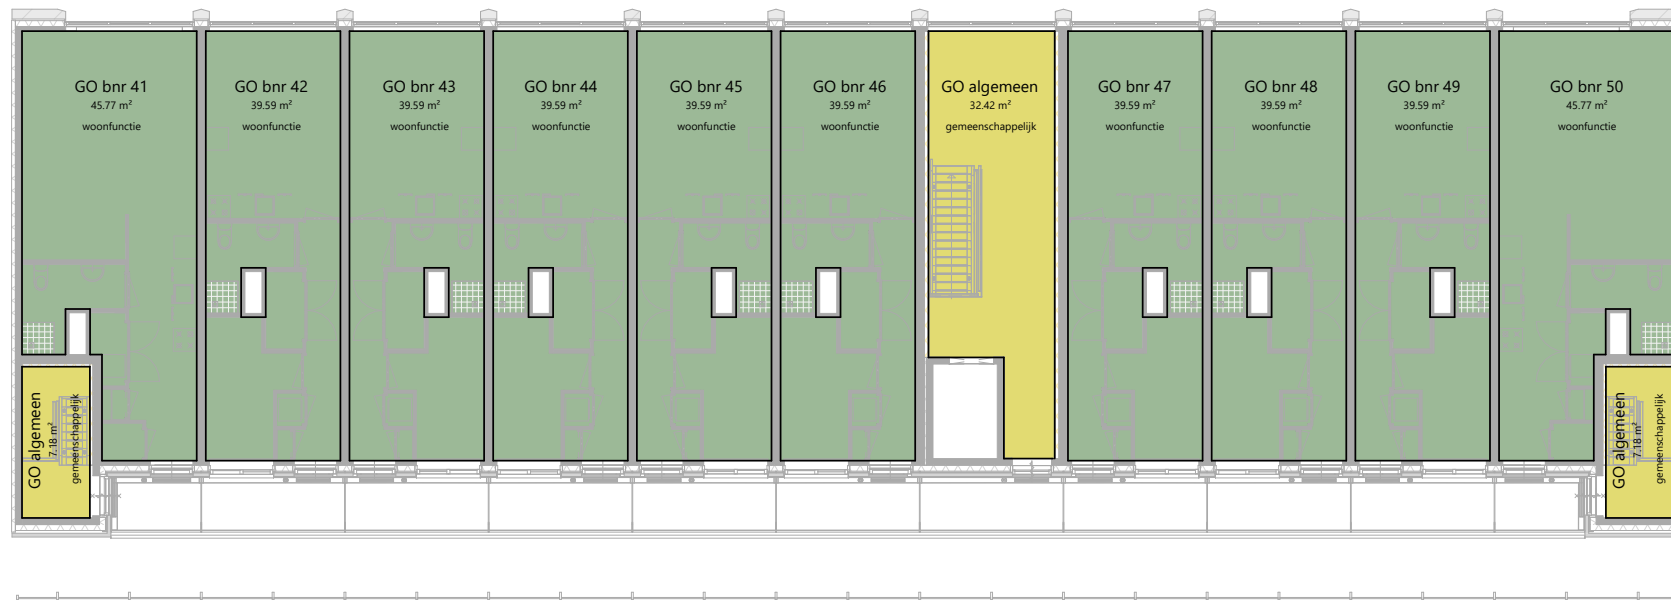 GO bnr 41
45.77 m²
woonfunctie
GO bnr 42
39.59 m²
woonfunctie
GO bnr 43
39.59 m²
woonfunctie
GO bnr 44
39.59 m²
woonfunctie
GO bnr 45
39.59 m²
woonfunctie
GO bnr 46
39.59 m²
woonfunctie
GO algemeen
32.42 m²
gemeenschappelijk
GO bnr 47
39.59 m²
woonfunctie
GO bnr 48
39.59 m²
woonfunctie
GO bnr 49
39.59 m²
woonfunctie
GO bnr 50
45.77 m²
woonfunctie
GO algemeen
7.18 m²
gemeenschappelijk
GO algemeen
7.18 m²
gemeenschappelijk